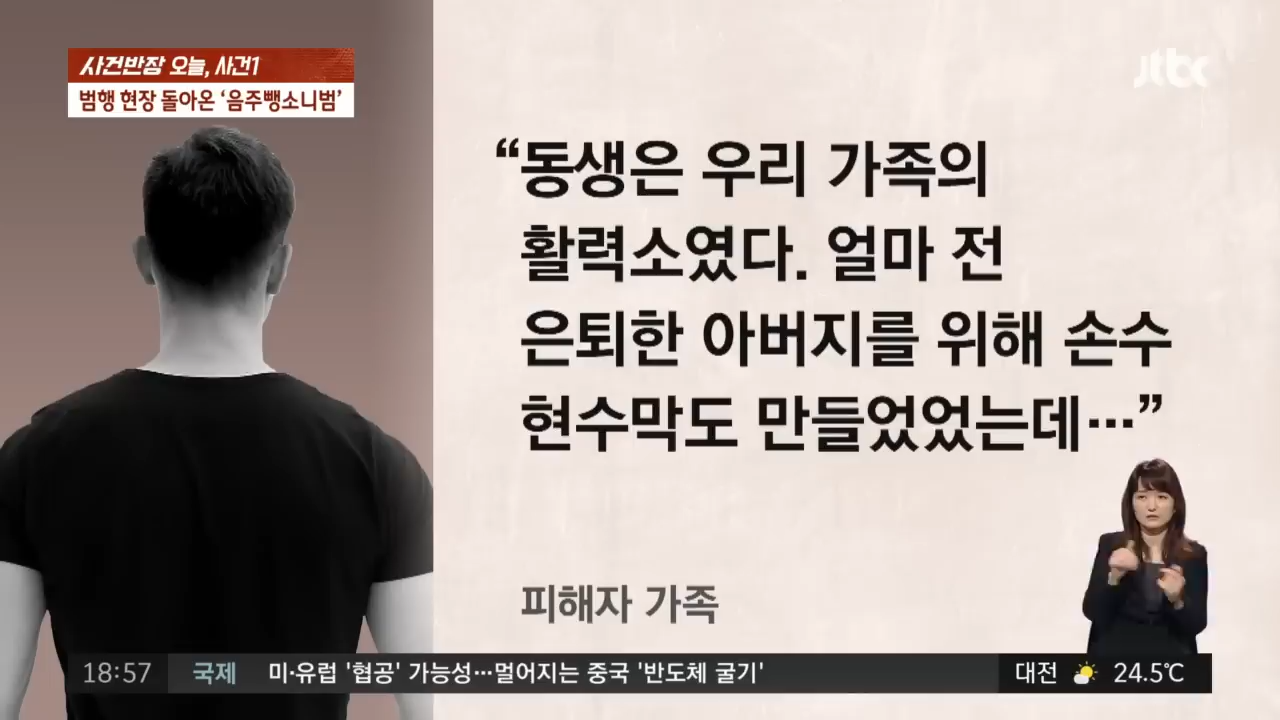 사건반장 오늘, 사건1
범행 현장 돌아온 ‘음주뺑소니범’
jtbc
“동생은 우리 가족의
활력소였다. 얼마 전
은퇴한 아버지를 위해 손수
현수막도 만들었었는데…”
피해자 가족
18:57 국제 미·유럽 '협공' 가능성…멀어지는 중국 '반도체 굴기' 대전 24.5℃